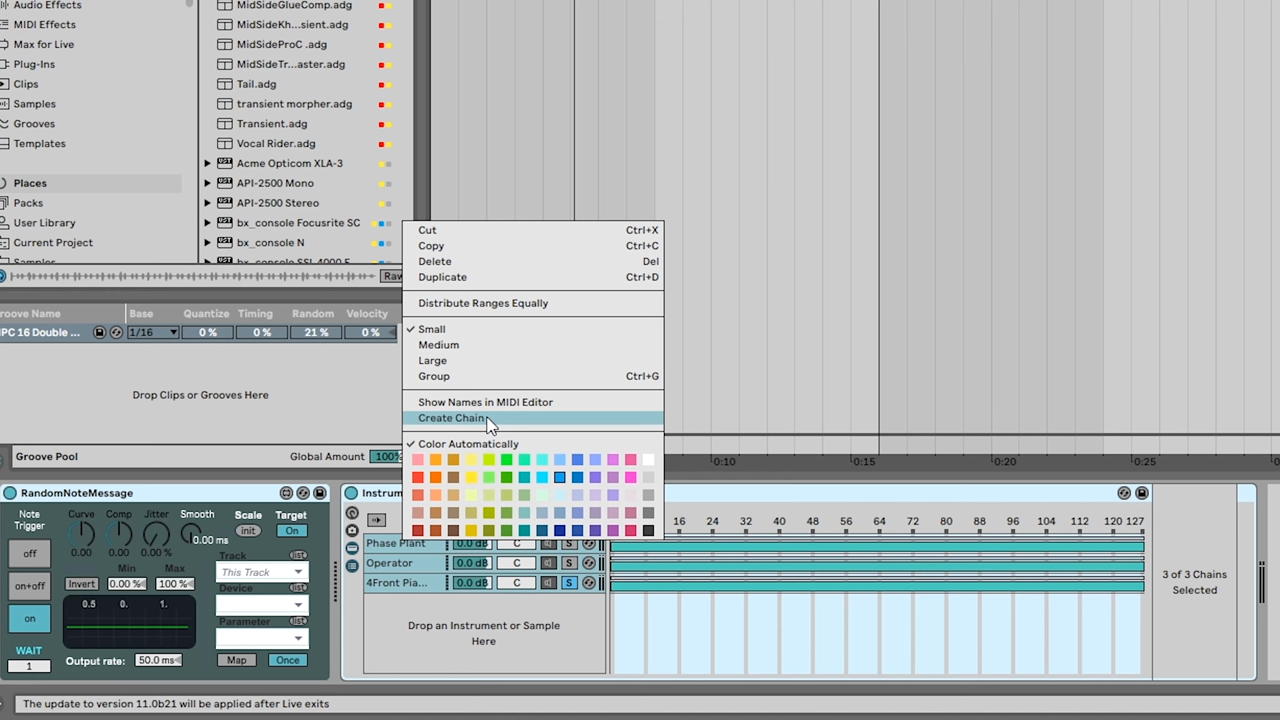 Audio Effects
MIDI Effects
Max for Live
Plug-Ins
Clips
Samples
Grooves
Templates
Places
Packs
User Library
Current Project
MidSideGlueComp.adg
MidSideKh...sient.adg
MidSideProC .adg
MidSideTr...aster.adg
Tail.adg
transient morpher.adg
Transient.adg
Vocal Rider.adg
Acme Opticom XLA-3
API-2500 Mono
API-2500 Stereo
bx_console Focusrite SC
bx_console N
Raw
Cut Ctrl+X
Copy Ctrl+C
Delete Del
Duplicate Ctrl+D
Distribute Ranges Equally
Small
Medium
Large
Group Ctrl+G
Show Names in MIDI Editor
Create Chain
Color Automatically
roove Name Base Quantize Timing Random Velocity
PC 16 Double ... 1/16 0 % 0 % 21 % 0 %
Drop Clips or Grooves Here
Groove Pool Global Amount 100%
0:10 0:15 0:20 0:25
RandomNoteMessage
Note
Trigger
off
on+off
on
WAIT
1
Curve Comp Jitter Smooth
0.00 0.00 0.00 % 0.00 ms
Min Max
Invert 0.00 % 100 %
0.5 0. 1.
Output rate: 50.0 ms
Scale Target
init On
Track list
This Track
Device
Parameter list
Map Once
Instrum
16 24 32 40 48 56 64 72 80 88 96 104 112 120 127
Phase Plant 0.0 dB C S
Operator 0.0 dB C S
4Front Pia... 0.0 dB C S
Drop an Instrument or Sample
Here
3 of 3 Chains
Selected
The update to version 11.0b21 will be applied after Live exits